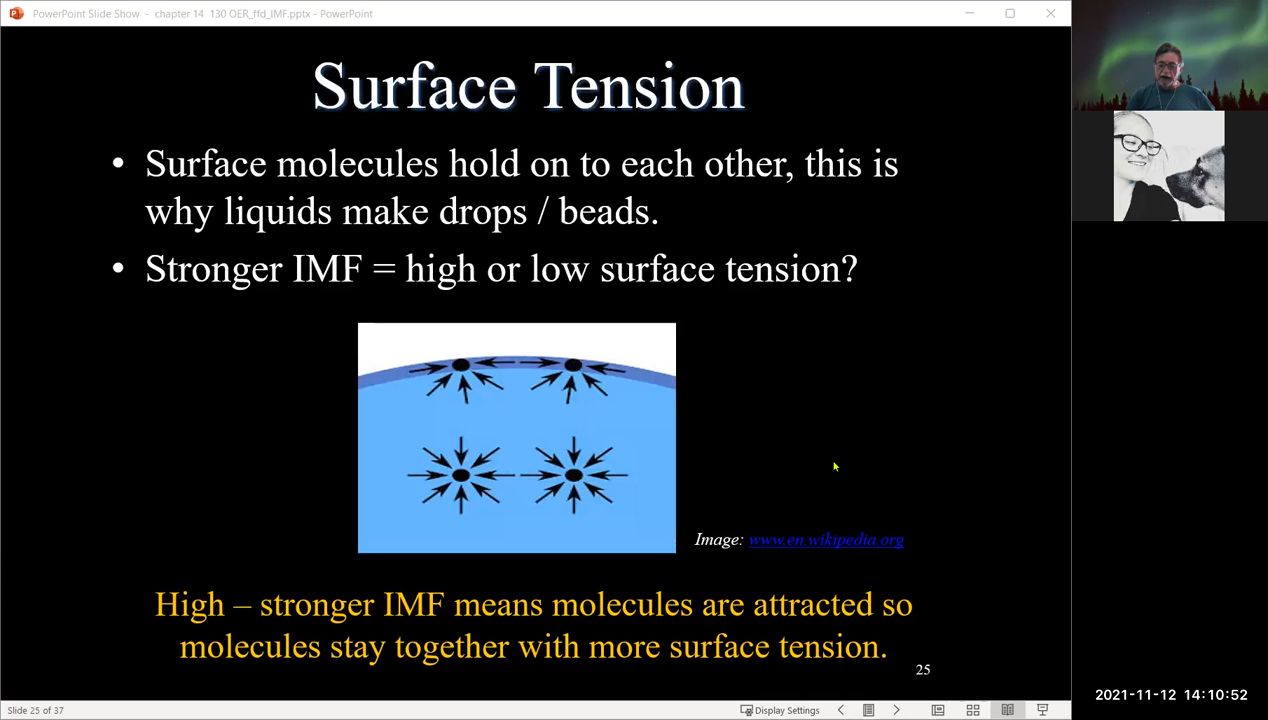 PowerPoint Slide Show - chapter 14 130 OER_ffd_IMF.pptx - PowerPoint
Surface Tension
• Surface molecules hold on to each other, this is
why liquids make drops / beads.
• Stronger IMF = high or low surface tension?
Image: www.en.wikipedia.org
High – stronger IMF means molecules are attracted so
molecules stay together with more surface tension.
25
2021-11-12 14:10:52
Slide 25 of 37
Display Settings